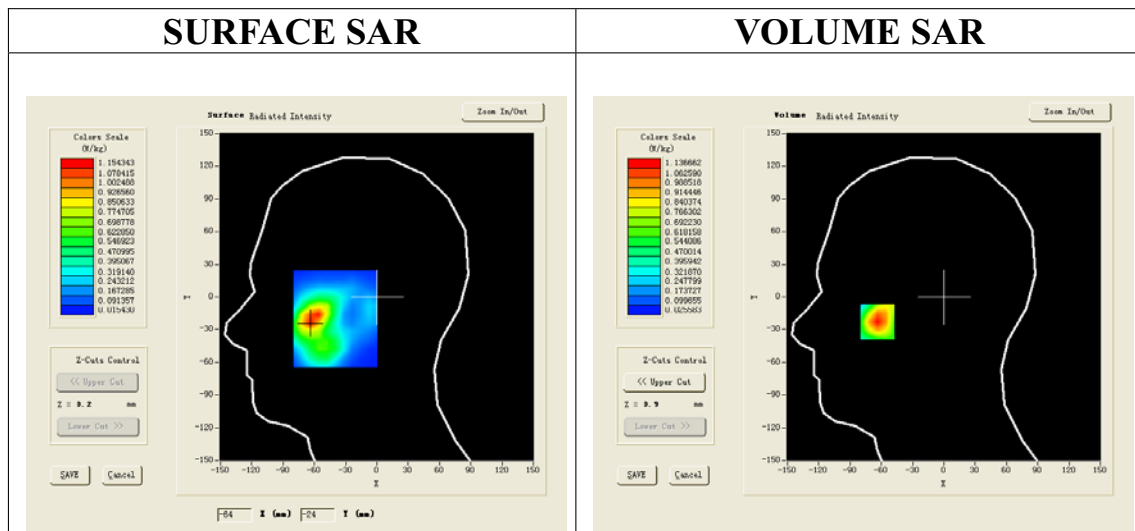 SURFACE SAR
VOLUME SAR
Surface Radiated Intensity
Zoom In/Out
Colors Scale
(W/kg)
1.154343
1.078415
1.002488
0.926560
0.850633
0.774705
0.698778
0.622850
0.546923
0.470995
0.395067
0.319140
0.243212
0.167285
0.091357
0.015430
150
120
90
60
30
0
-30
-60
-90
-120
-150
Y
-150 -120 -90 -60 -30 0 30 60 90 120 150
X
Z-Cuts Control
<< Upper Cut
Z = 0.2 mm
Lower Cut >>
SAVE Cancel
-64 X (mm) -24 Y (mm)
Volume Radiated Intensity
Zoom In/Out
Colors Scale
(W/kg)
1.136662
1.062590
0.988518
0.914446
0.840374
0.766302
0.692230
0.618158
0.544086
0.470014
0.395942
0.321870
0.247799
0.173727
0.099655
0.025583
150
120
90
60
30
0
-30
-60
-90
-120
-150
Y
-150 -120 -90 -60 -30 0 30 60 90 120 150
X
Z-Cuts Control
<< Upper Cut
Z = 0.9 mm
Lower Cut >>
SAVE Cancel